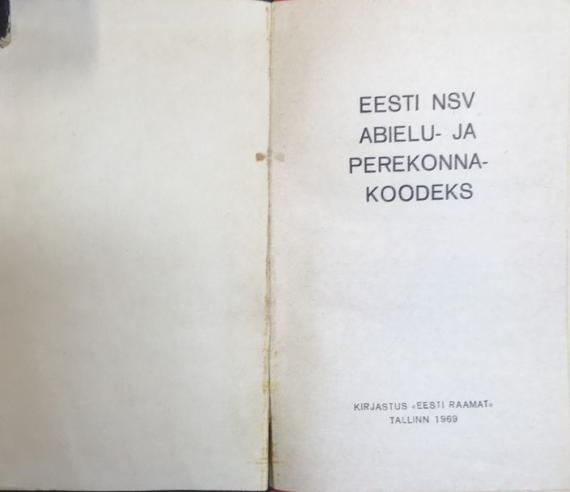 EESTI NSV
ABIELU- JA
PEREKONNA-
KOODEKS
KIRJASTUS «EESTI RAAMAT»
TALLINN 1969